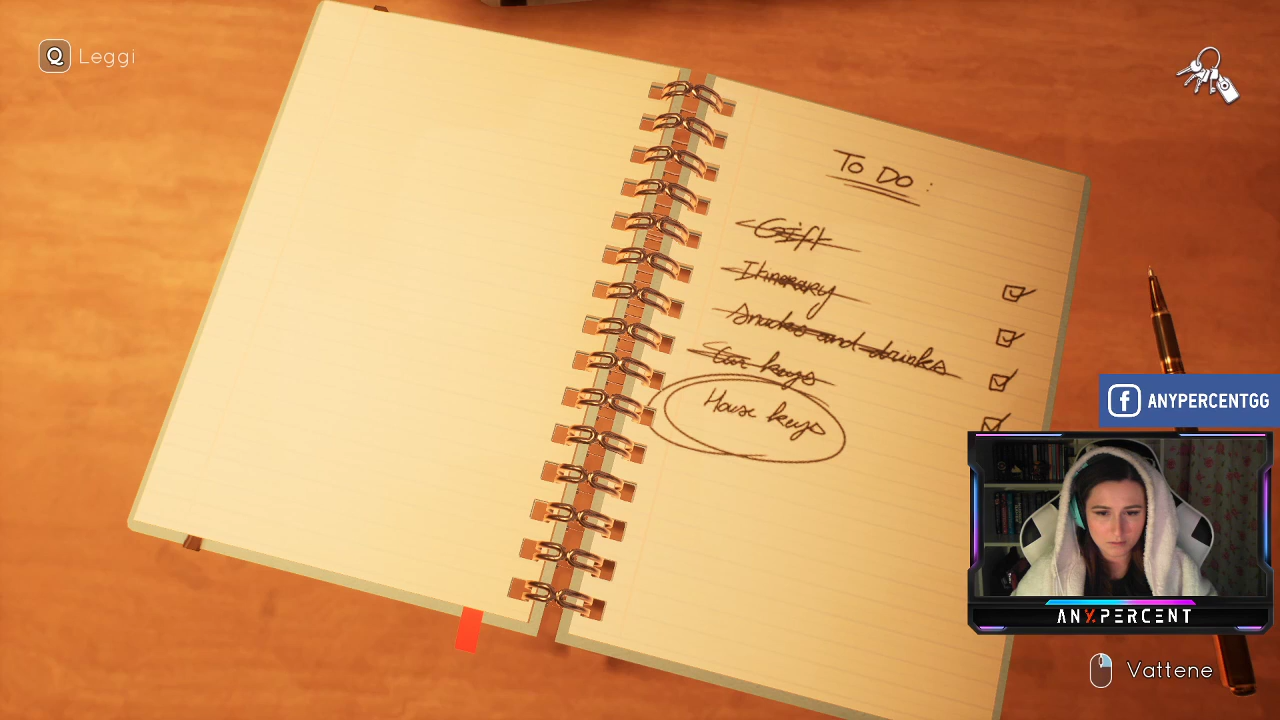 Q Leggi
To Do:
Gift
Itinerary
Snacks and drinks
Car keys
House keys
f ANYPERCENTGG
ANYPERCENT
Vattene